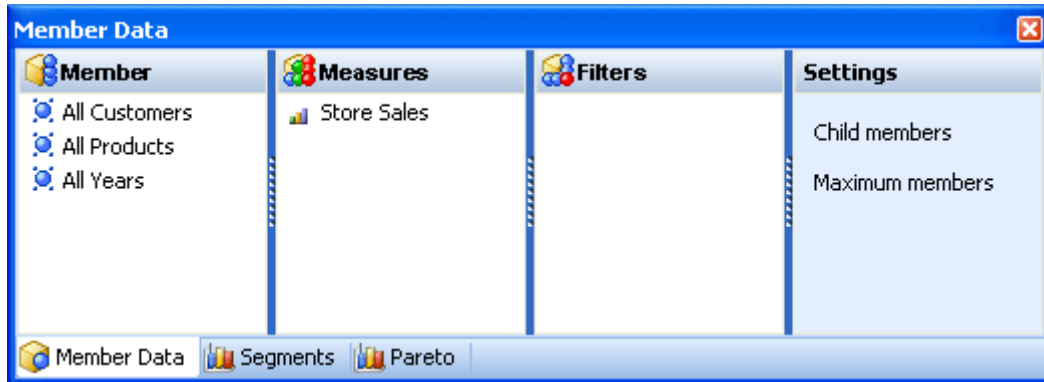 Member Data
Member
Measures
Filters
Settings
All Customers
All Products
All Years
Store Sales
Child members
Maximum members
Member Data
Segments
Pareto